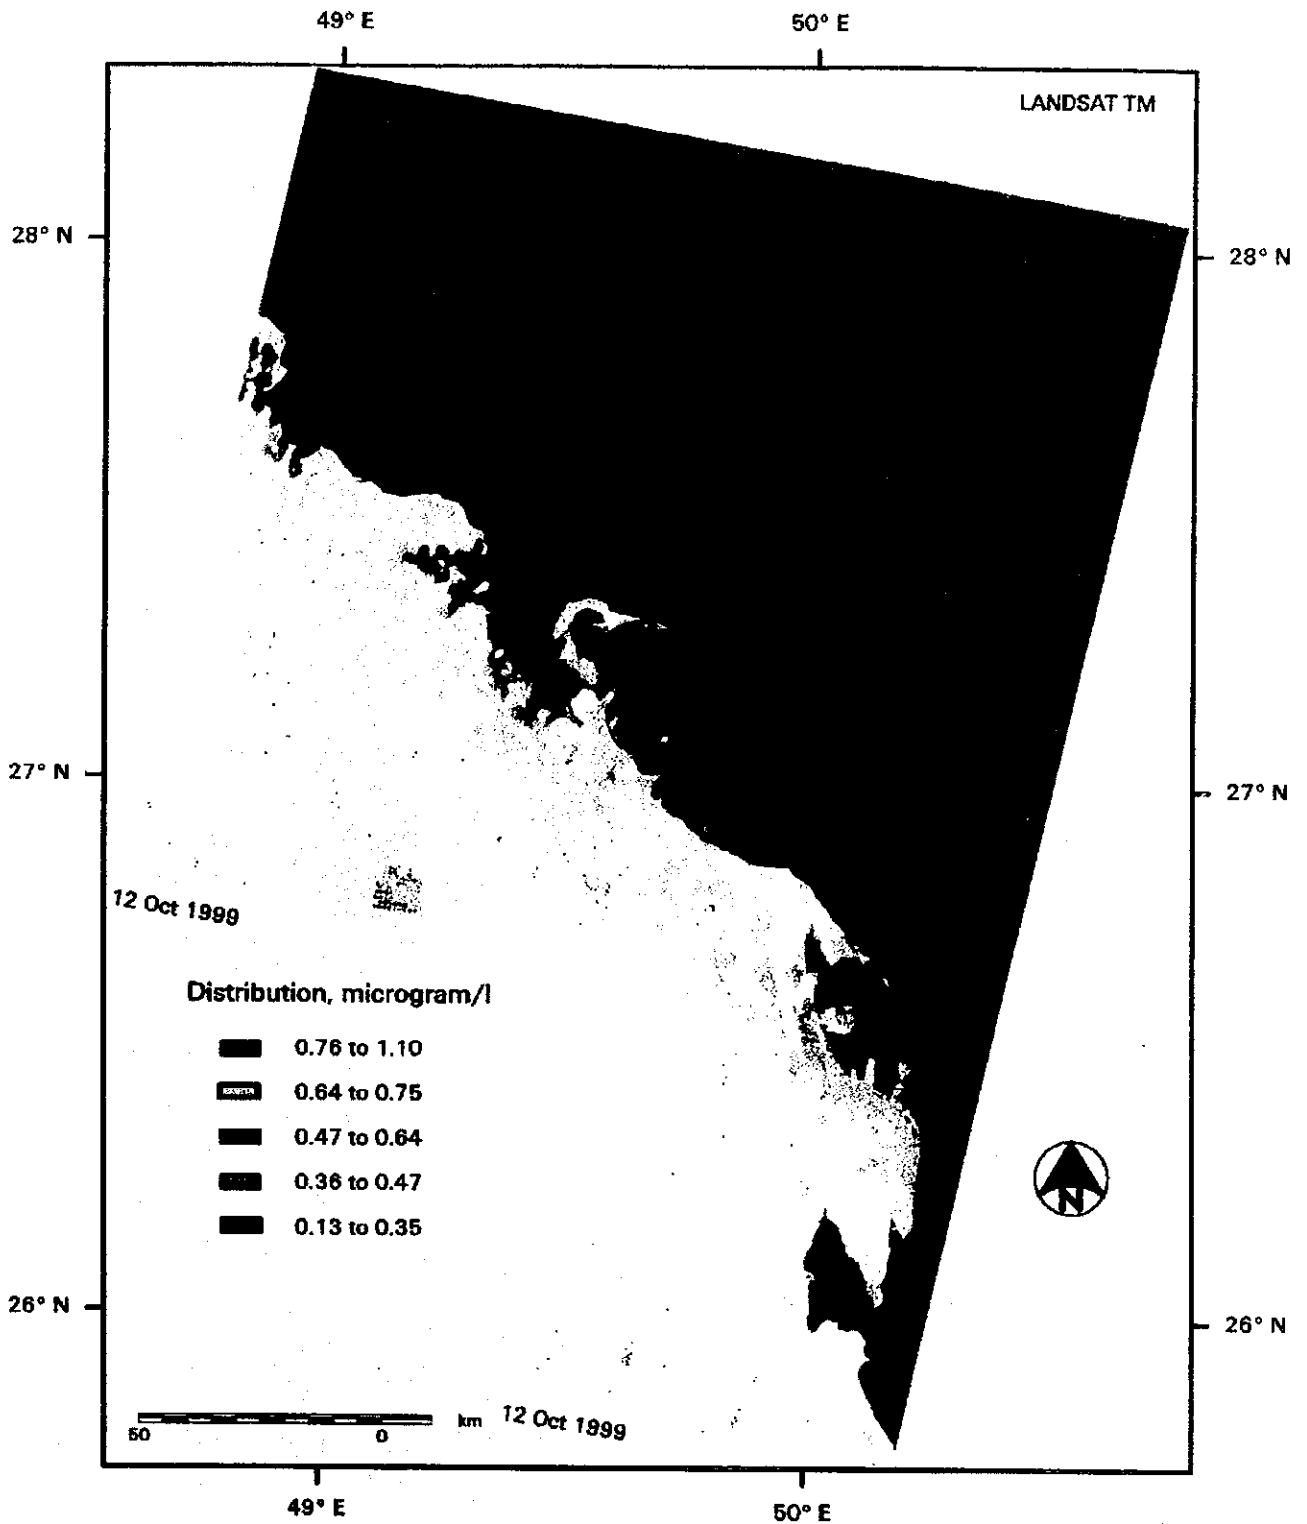 49° E
50° E
LANDSAT TM
28° N
28° N
27° N
27° N
12 Oct 1999
Distribution, microgram/l
0.76 to 1.10
0.64 to 0.75
0.47 to 0.64
0.36 to 0.47
0.13 to 0.35
N
26° N
26° N
50
0
km
12 Oct 1999
49° E
50° E